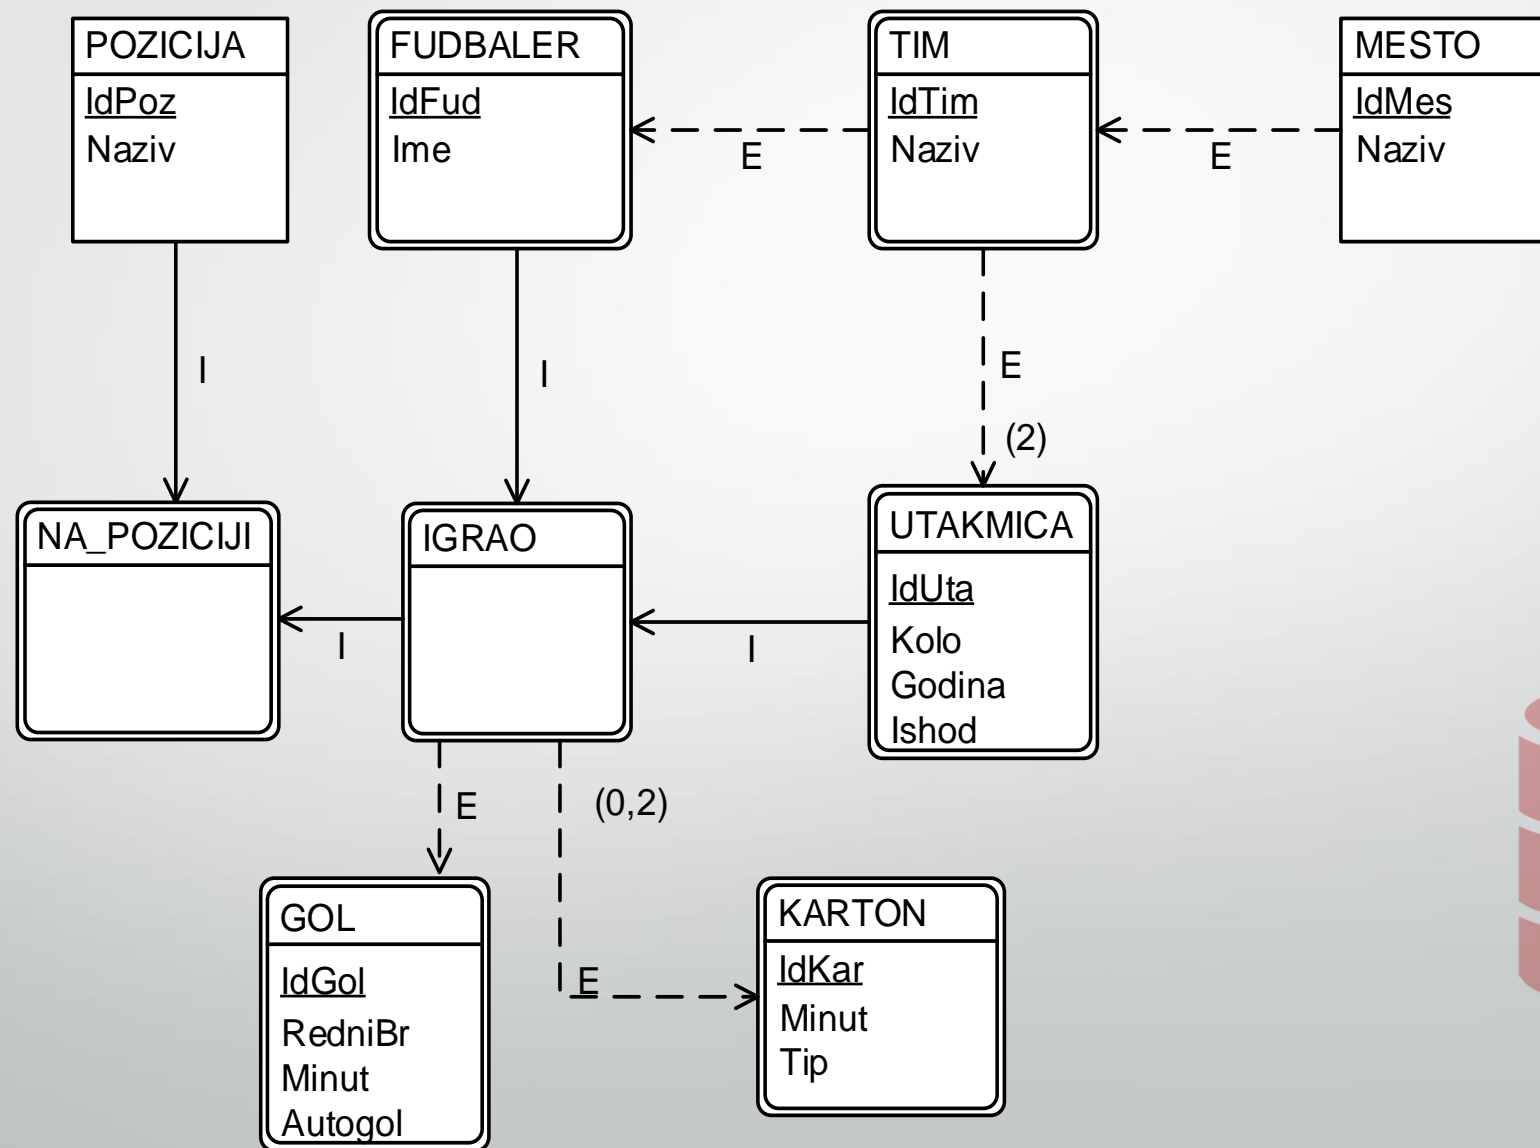 POZICIJA
IdPoz
Naziv
FUDBALER
IdFud
Ime
TIM
IdTim
Naziv
MESTO
IdMes
Naziv
E
E
I
I
E
(2)
NA_POZICIJI
IGRAO
UTAKMICA
IdUta
Kolo
Godina
Ishod
I
I
E
(0,2)
GOL
IdGol
RedniBr
Minut
Autogol
E
KARTON
IdKar
Minut
Tip